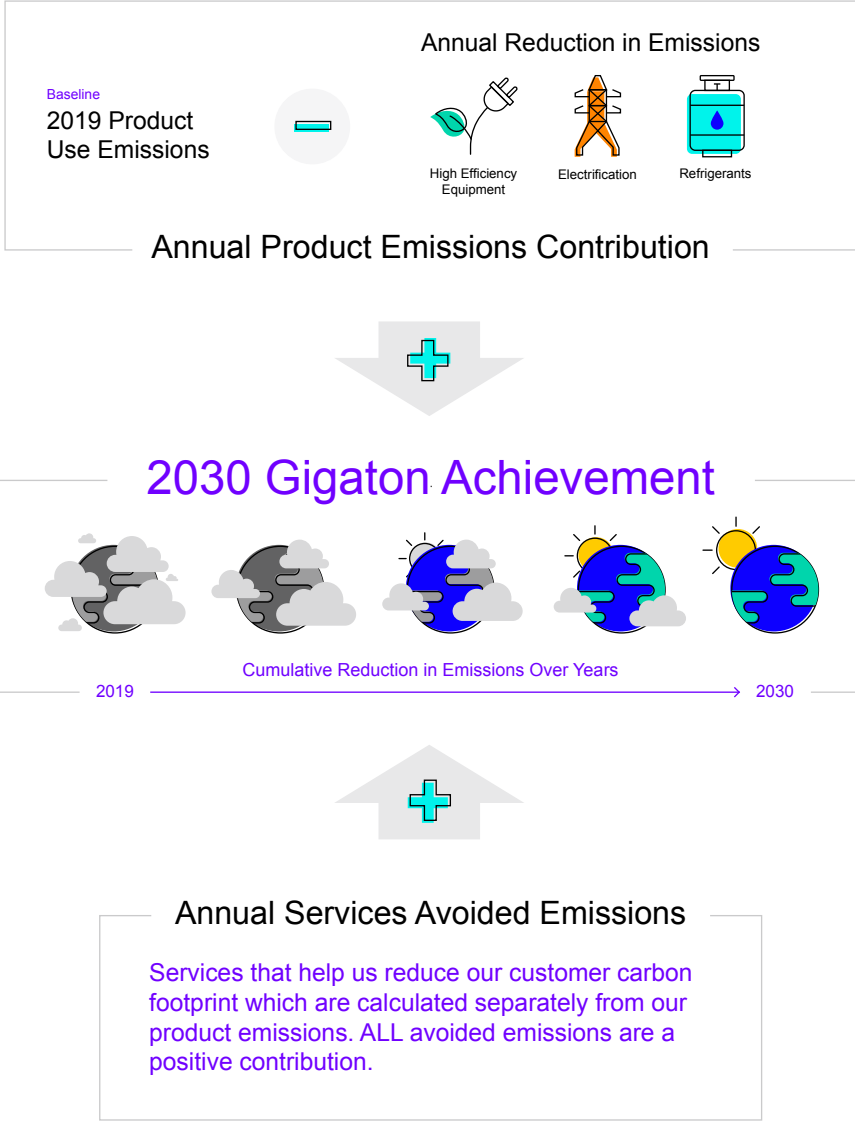 Annual Reduction in Emissions
Baseline
2019 Product
Use Emissions
High Efficiency
Equipment
Electrification
Refrigerants
Annual Product Emissions Contribution
2030 Gigaton Achievement
Cumulative Reduction in Emissions Over Years
2019
2030
Annual Services Avoided Emissions
Services that help us reduce our customer carbon
footprint which are calculated separately from our
product emissions. ALL avoided emissions are a
positive contribution.